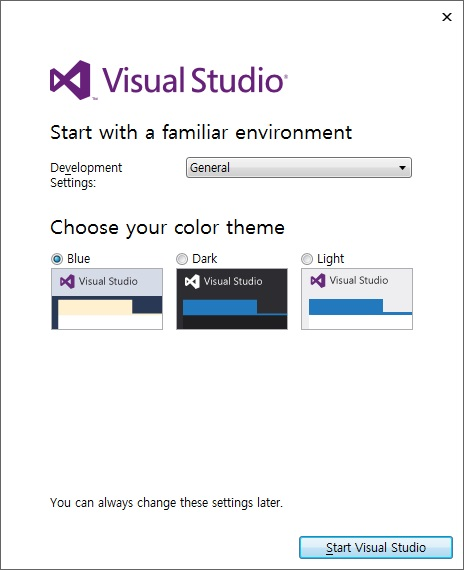 Visual Studio®
™
Start with a familiar environment
Development
Settings:
General
Choose your color theme
Blue
Dark
Light
Visual Studio
Visual Studio
Visual Studio
You can always change these settings later.
Start Visual Studio